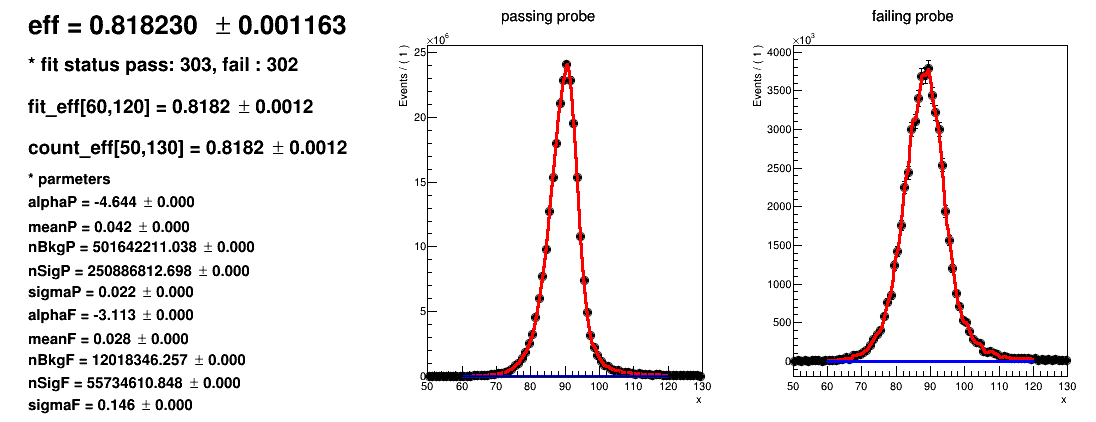 eff = 0.818230 ± 0.001163
* fit status pass: 303, fail : 302
fit_eff[60,120] = 0.8182 ± 0.0012
count_eff[50,130] = 0.8182 ± 0.0012
* parmeters
alphaP = -4.644 ± 0.000
meanP = 0.042 ± 0.000
nBkgP = 501642211.038 ± 0.000
nSigP = 250886812.698 ± 0.000
sigmaP = 0.022 ± 0.000
alphaF = -3.113 ± 0.000
meanF = 0.028 ± 0.000
nBkgF = 12018346.257 ± 0.000
nSigF = 55734610.848 ± 0.000
sigmaF = 0.146 ± 0.000
passing probe
×10⁶
Events / ( 1 )
25
20
15
10
5
0
50 60 70 80 90 100 110 120 130
x
failing probe
×10³
Events / ( 1 )
4000
3500
3000
2500
2000
1500
1000
500
0
50 60 70 80 90 100 110 120 130
x